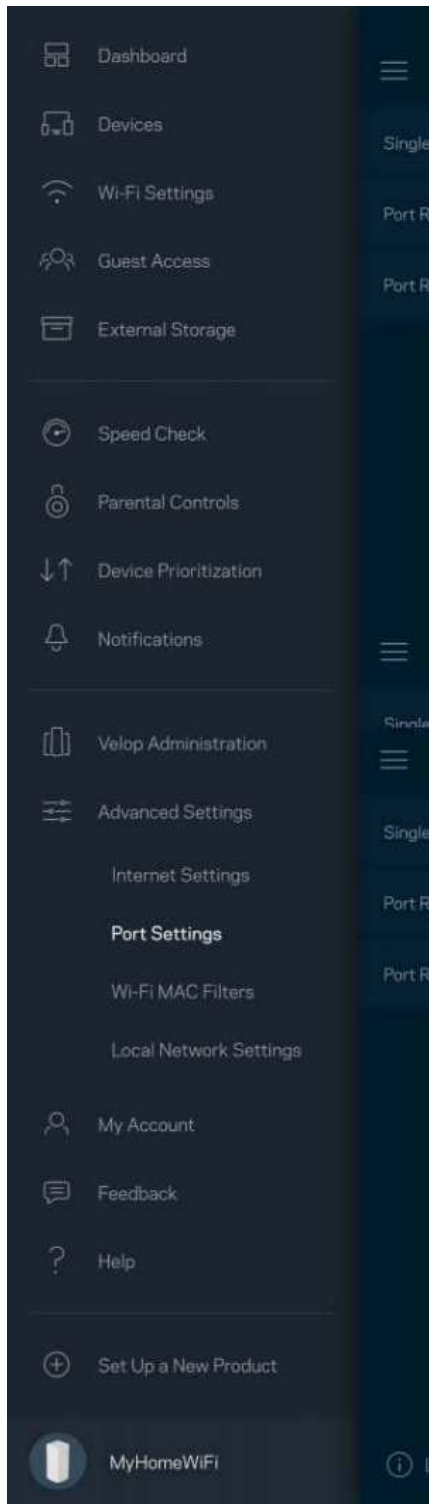 Dashboard
Devices
Wi-Fi Settings
Guest Access
External Storage
Speed Check
Parental Controls
Device Prioritization
Notifications
Velop Administration
Advanced Settings
Internet Settings
Port Settings
Wi-Fi MAC Filters
Local Network Settings
My Account
Feedback
Help
Set Up a New Product
MyHomeWiFi
Single
Port R
Port R
Single
Single
Port R
Port R